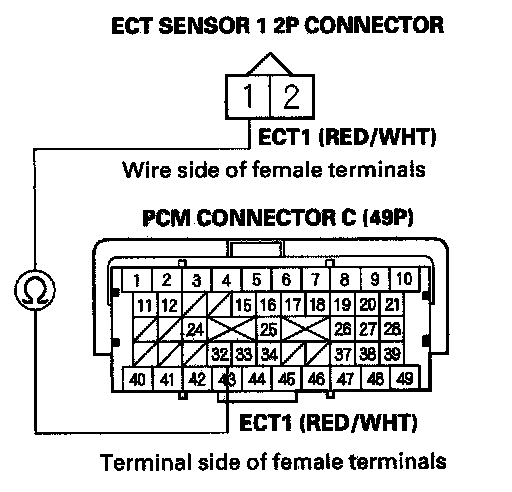 ECT SENSOR 1 2P CONNECTOR
1 2
ECT1 (RED/WHT)
Wire side of female terminals
PCM CONNECTOR C (49P)
1 2 3 4 5 6 7 8 9 10
11 12 15 16 17 18 19 20 21
Ω
24 25 26 27 28
32 33 34 37 38 39
40 41 42 43 44 45 46 47 48 49
ECT1 (RED/WHT)
Terminal side of female terminals